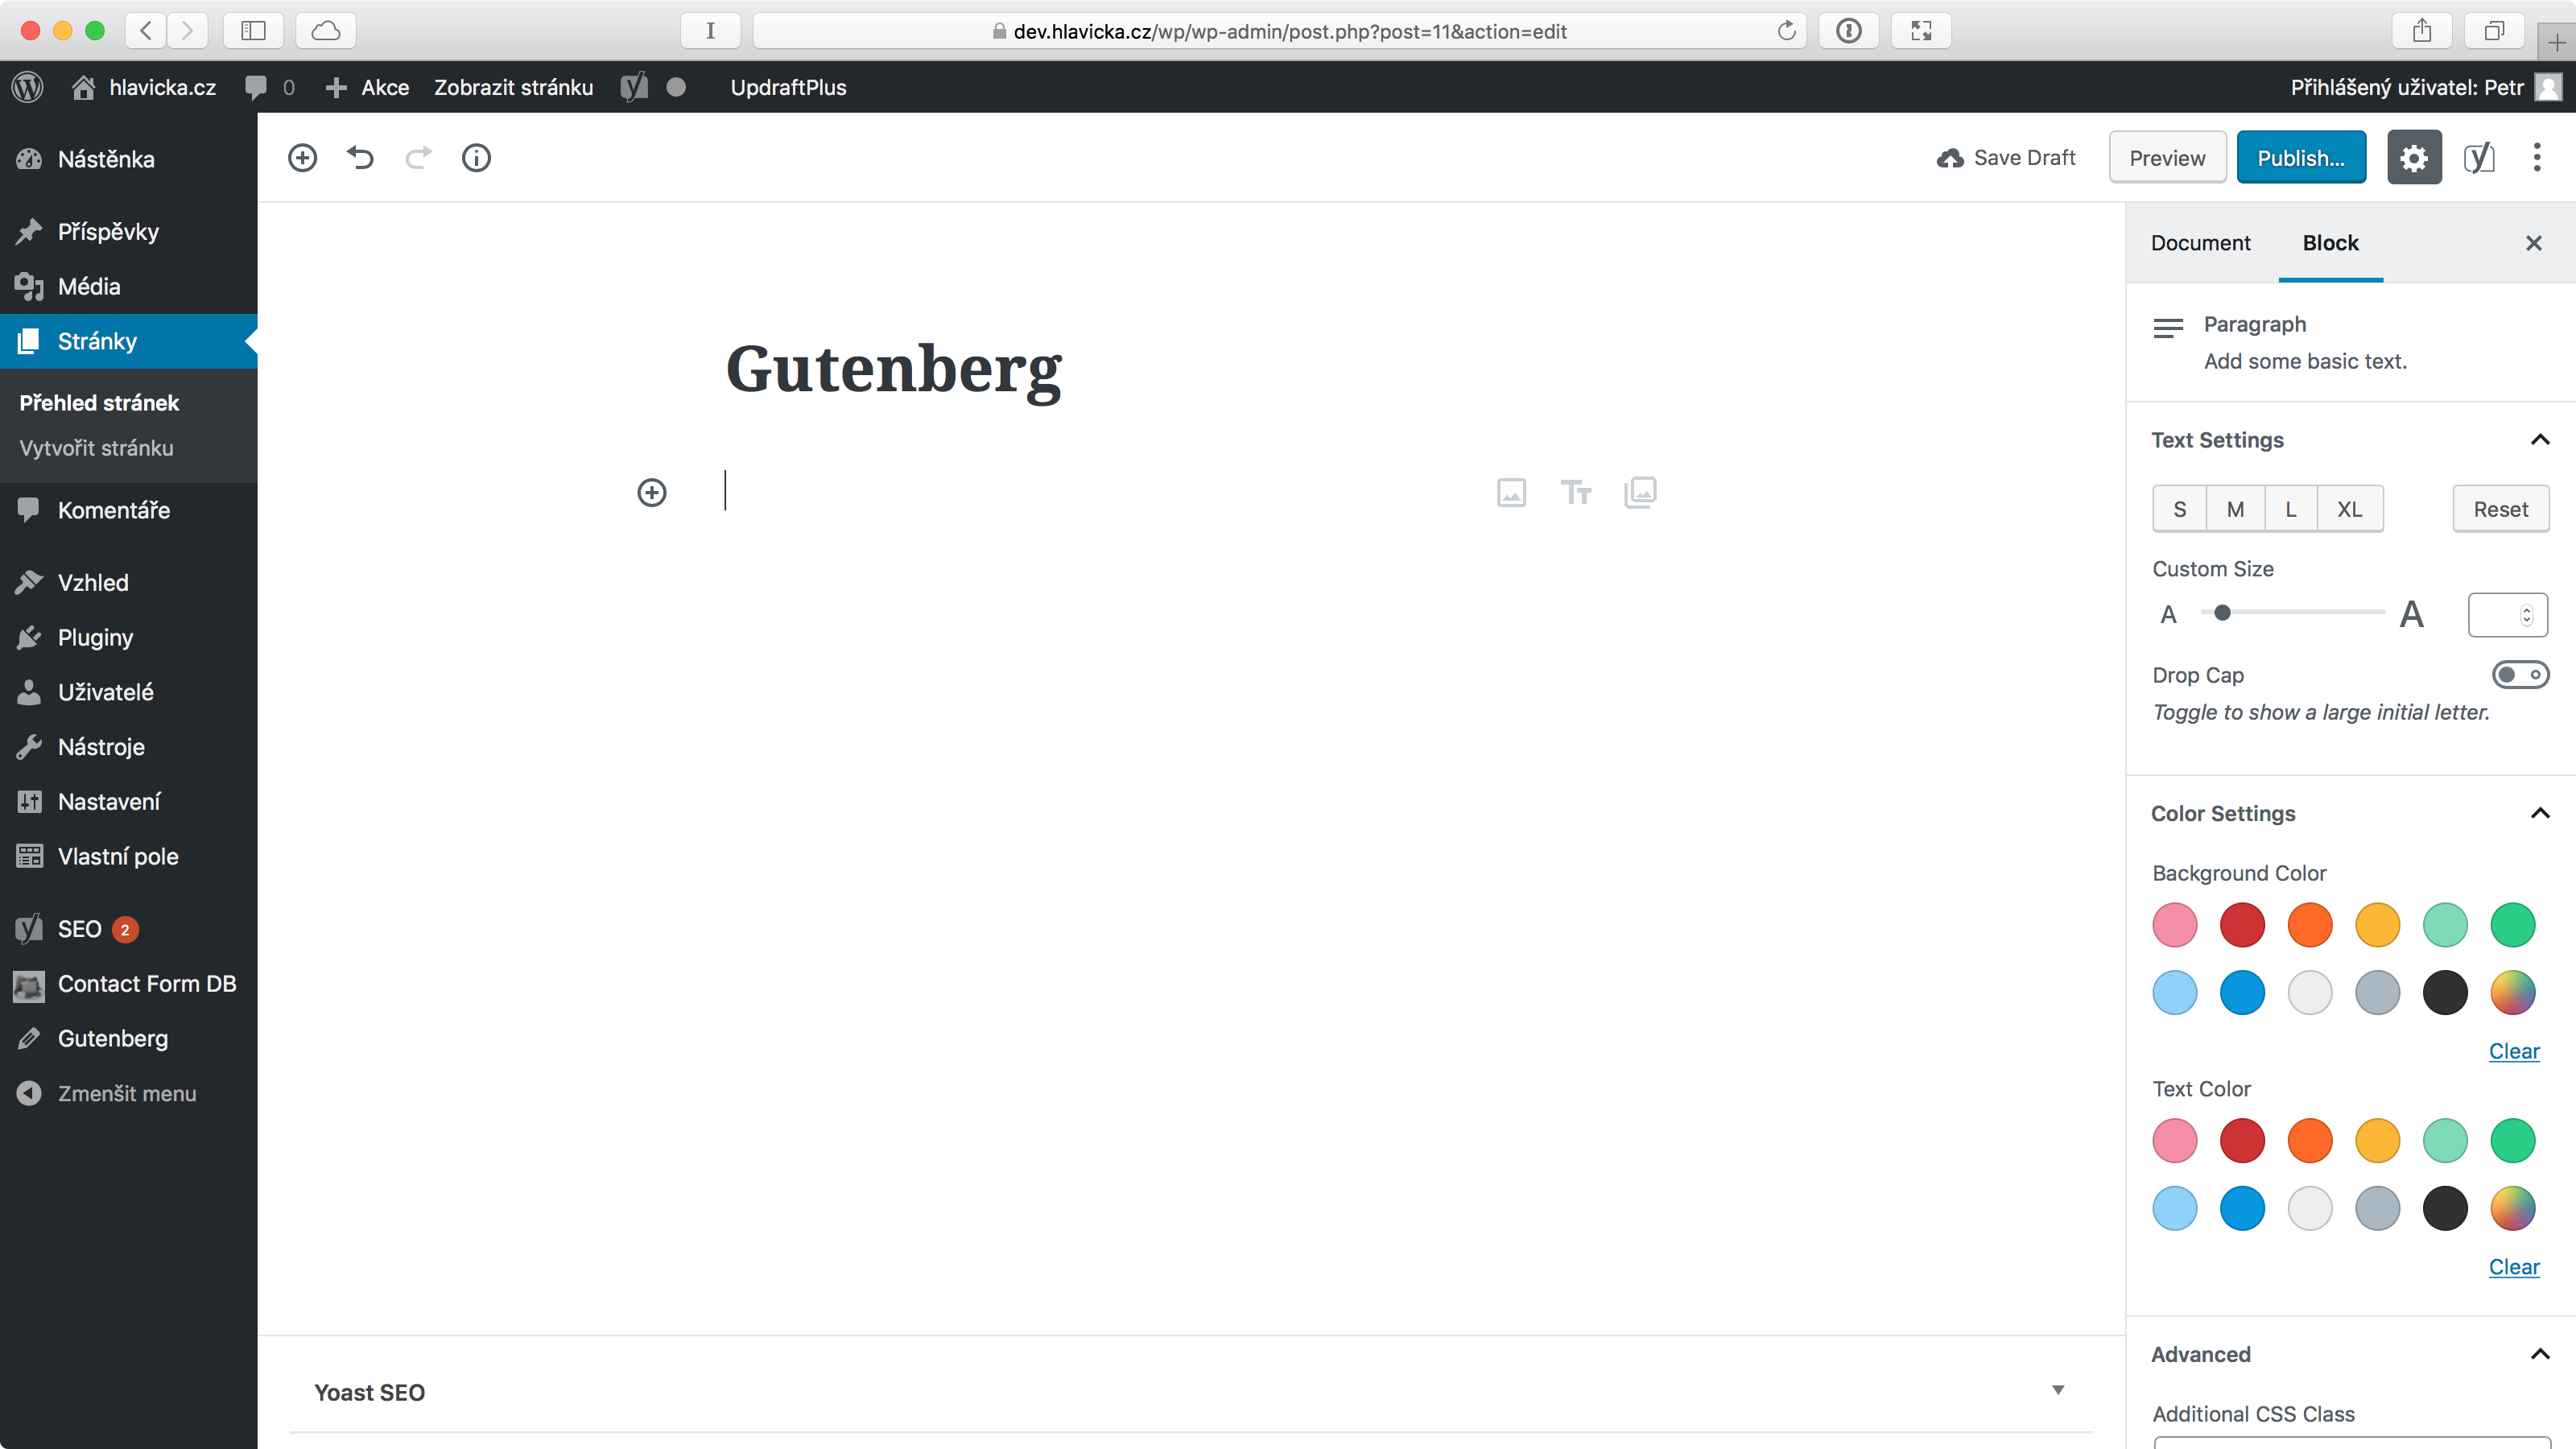 dev.hlavicka.cz/wp/wp-admin/post.php?post=11&action=edit
hlavicka.cz
0
Akce
Zobrazit stránku
UpdraftPlus
Přihlášený uživatel: Petr
Nástěnka
Příspěvky
Média
Stránky
Přehled stránek
Vytvořit stránku
Komentáře
Vzhled
Pluginy
Uživatelé
Nástroje
Nastavení
Vlastní pole
SEO 2
Contact Form DB
Gutenberg
Zmenšit menu
Save Draft
Preview
Publish...
Gutenberg
Yoast SEO
Document
Block
Paragraph
Add some basic text.
Text Settings
S M L XL
Reset
Custom Size
A A
Drop Cap
Toggle to show a large initial letter.
Color Settings
Background Color
Clear
Text Color
Clear
Advanced
Additional CSS Class